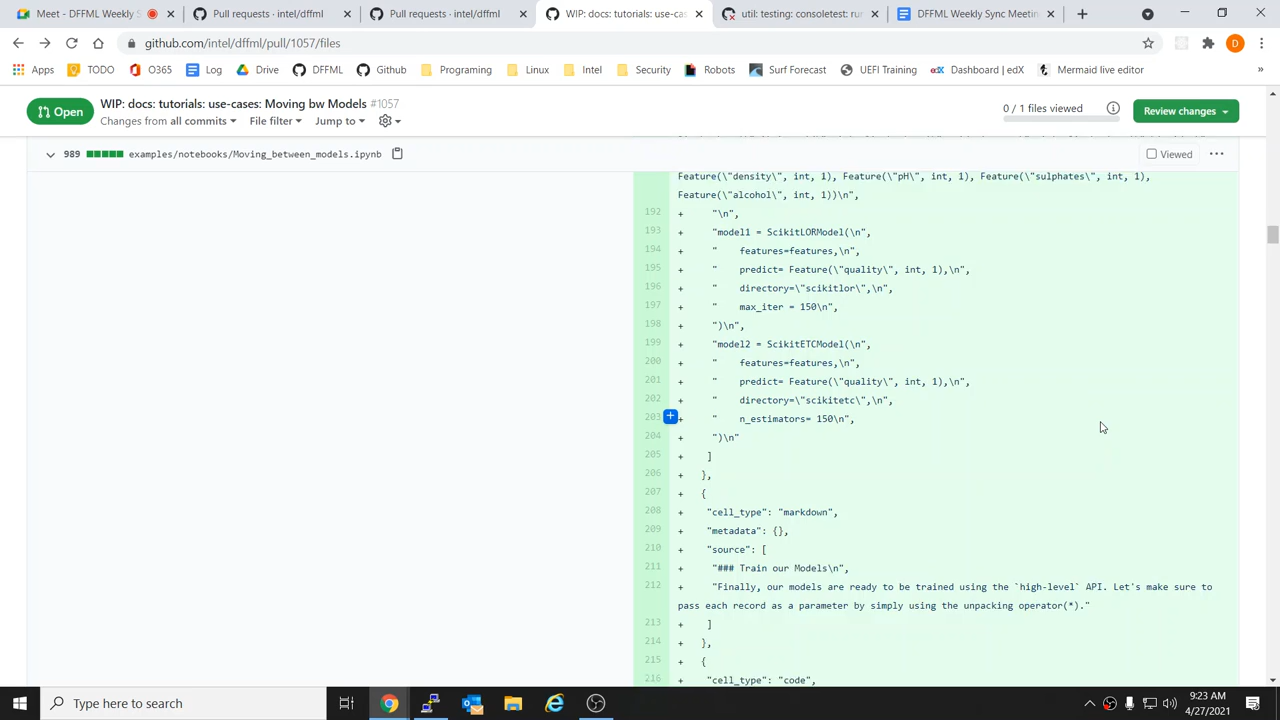 Meet - DFFML Weekly S
Pull requests · intel/dffml
Pull requests · intel/dffml
WIP: docs: tutorials: use-cases
util: testing: consoletest: run
DFFML Weekly Sync Meeting
github.com/intel/dffml/pull/1057/files
D
Apps
TODO
O365
Log
Drive
DFFML
Github
Programing
Linux
Intel
Security
Robots
Surf Forecast
UEFI Training
Dashboard | edX
Mermaid live editor
»
Open
WIP: docs: tutorials: use-cases: Moving bw Models #1057
Changes from all commits
File filter
Jump to
0 / 1 files viewed
Review changes
989 examples/notebooks/Moving_between_models.ipynb
Viewed
Feature(\"density\", int, 1), Feature(\"pH\", int, 1), Feature(\"sulphates\", int, 1),
Feature(\"alcohol\", int, 1))\n",
192 + "\n",
193 + "model1 = ScikitLORModel(\n",
194 + " features=features,\n",
195 + " predict= Feature(\"quality\", int, 1),\n",
196 + " directory=\"scikitlor\",\n",
197 + " max_iter = 150\n",
198 + ")\n",
199 + "model2 = ScikitETCModel(\n",
200 + " features=features,\n",
201 + " predict= Feature(\"quality\", int, 1),\n",
202 + " directory=\"scikitetc\",\n",
203 + " n_estimators= 150\n",
204 + ")\n"
205 + ]
206 + },
207 + {
208 + "cell_type": "markdown",
209 + "metadata": {},
210 + "source": [
211 + "### Train our Models\n",
212 + "Finally, our models are ready to be trained using the `high-level` API. Let's make sure to
pass each record as a parameter by simply using the unpacking operator(*)."
213 + ]
214 + },
215 + {
216 + "cell_type": "code",
Type here to search
9:23 AM
4/27/2021